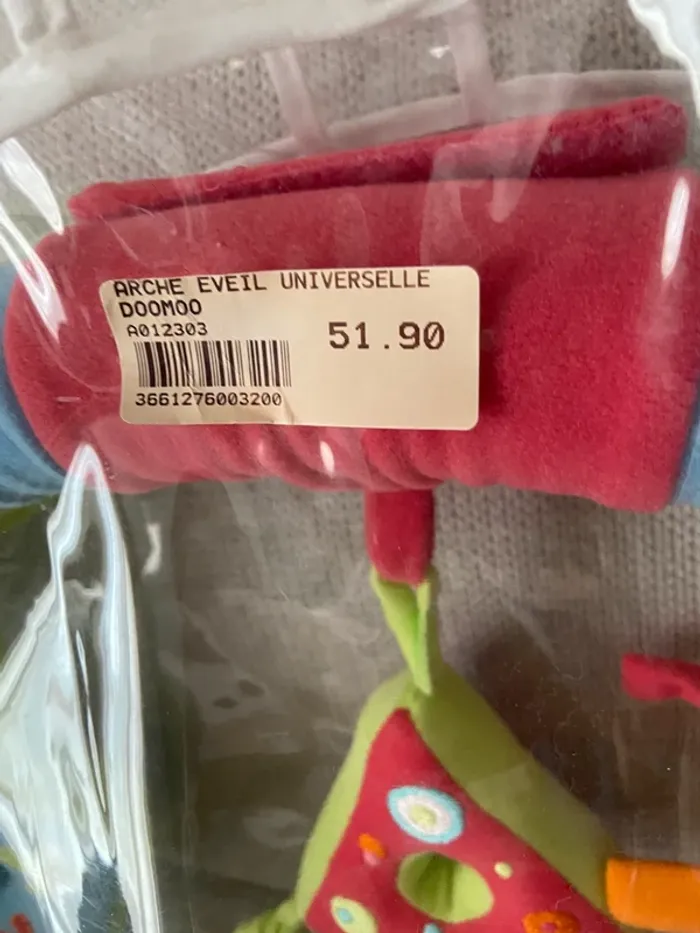 ARCHE EVEIL UNIVERSELLE
DOOMOO
A012303
51.90
3661276003200